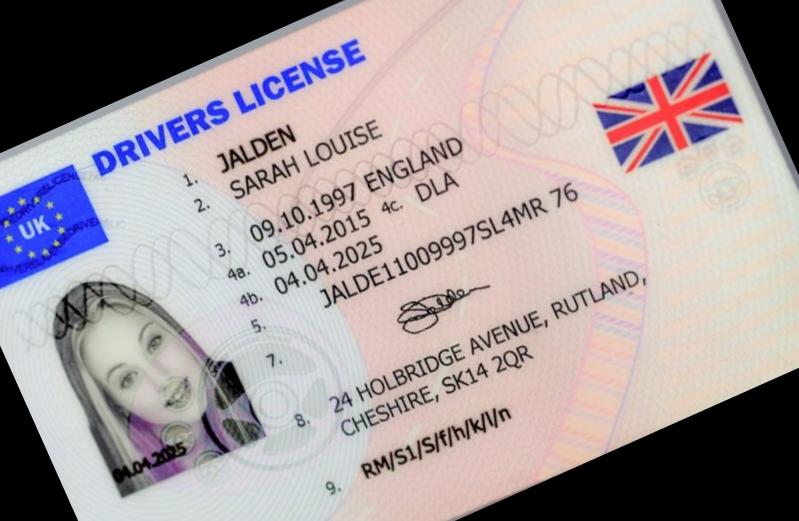 DRIVERS LICENSE
UK
1. JALDEN
2. SARAH LOUISE
3. 09.10.1997 ENGLAND
4a. 05.04.2015 4c. DLA
4b. 04.04.2025
5. JALDE11009997SL4MR 76
7.
8. 24 HOLBRIDGE AVENUE, RUTLAND,
CHESHIRE, SK14 2QR
9. RM/S1/S/f/h/k/l/n
04.04.2025